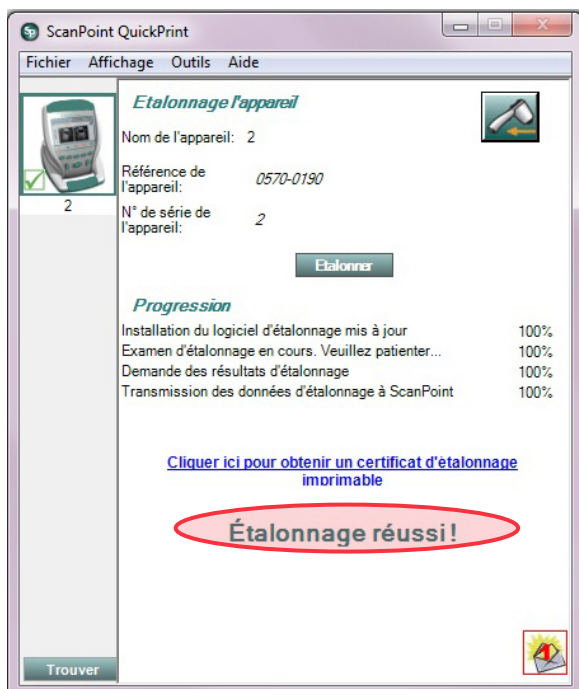 ScanPoint QuickPrint
Fichier Affichage Outils Aide
Etalonnage l'appareil
Nom de l'appareil: 2
Référence de
l'appareil: 0570-0190
N° de série de
l'appareil: 2
2
Etalonner
Progression
Installation du logiciel d'étalonnage mis à jour 100%
Examen d'étalonnage en cours. Veuillez patienter... 100%
Demande des résultats d'étalonnage 100%
Transmission des données d'étalonnage à ScanPoint 100%
Cliquer ici pour obtenir un certificat d'ètalonnage
imprimable
Étalonnage réussi!
Trouver